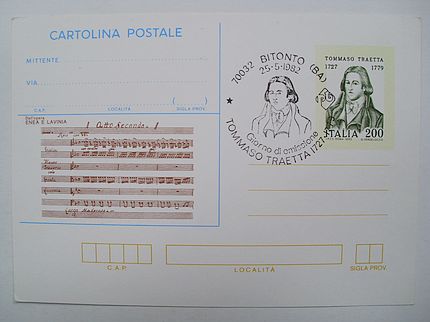 CARTOLINA POSTALE
MITTENTE
VIA
( )
C.A.P. LOCALITÀ SIGLA PROV.
ENEA E LAVINIA
Atto Secondo
70032 BITONTO (BA)
25-5-1982
Giorno di emissione
TOMMASO TRAETTA 1727
TOMMASO TRAETTA
1727 1779
ITALIA 200
C.A.P. LOCALITÀ SIGLA PROV.